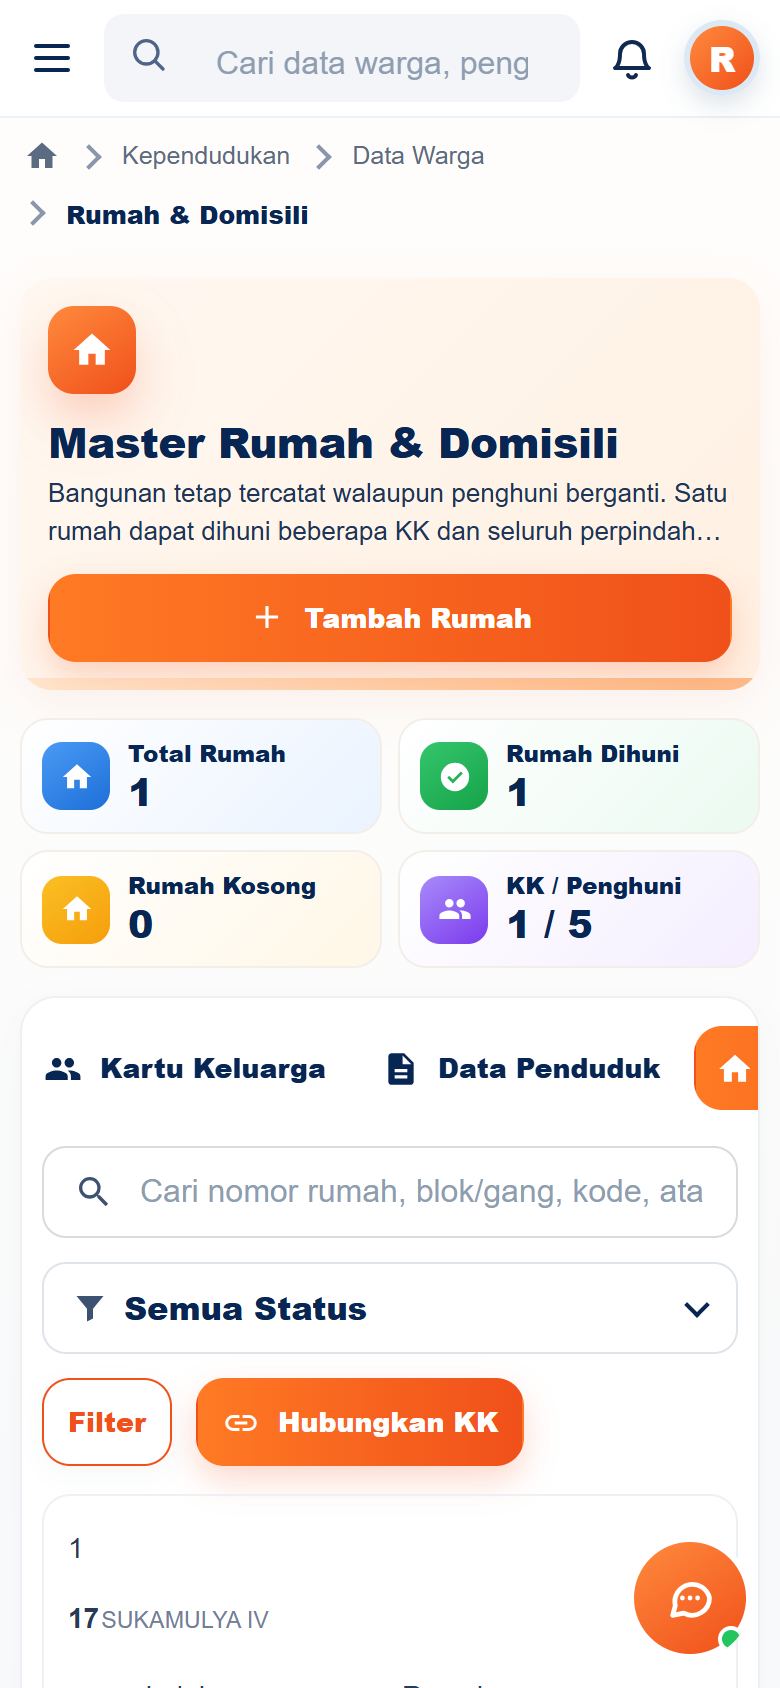 Cari data warga, peng
R
Kependudukan
Data Warga
Rumah & Domisili
Master Rumah & Domisili
Bangunan tetap tercatat walaupun penghuni berganti. Satu
rumah dapat dihuni beberapa KK dan seluruh perpindah…
Tambah Rumah
Total Rumah
1
Rumah Dihuni
1
Rumah Kosong
0
KK / Penghuni
1 / 5
Kartu Keluarga
Data Penduduk
Cari nomor rumah, blok/gang, kode, ata
Semua Status
Filter
Hubungkan KK
1
17 SUKAMULYA IV